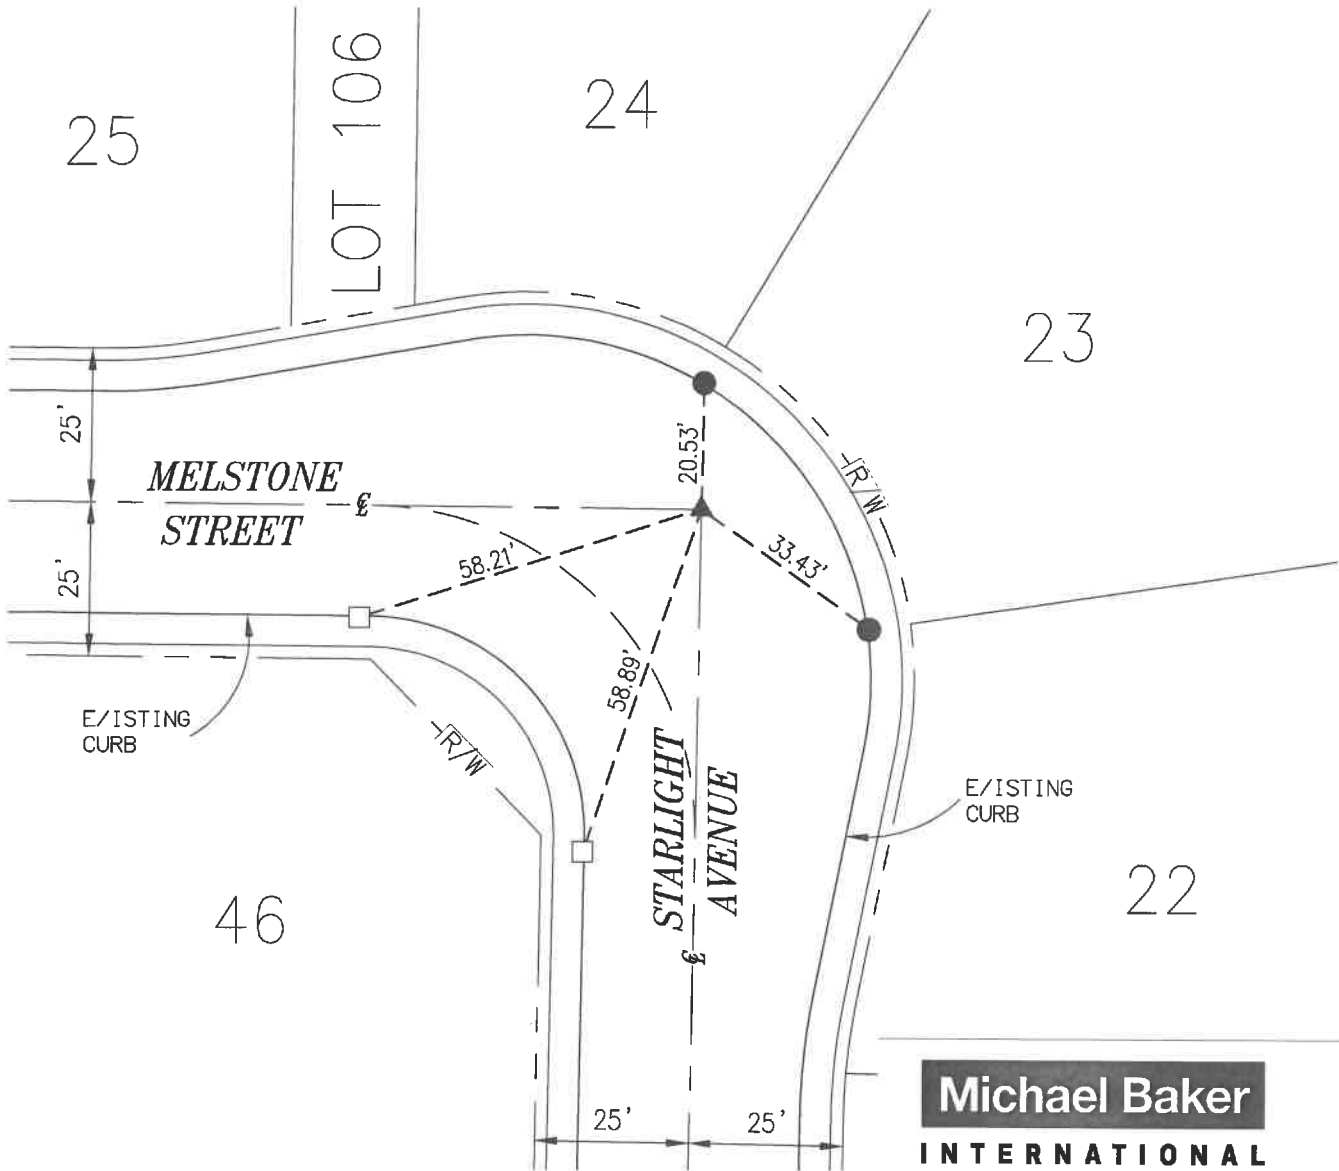 25
LOT 106
24
23
25'
MELSTONE
STREET
℄
25'
20.53'
58.21'
33.43'
R/W
58.89'
E/ISTING
CURB
R/W
STARLIGHT
AVENUE
℄
E/ISTING
CURB
46
22
25'
25'
Michael Baker
INTERNATIONAL